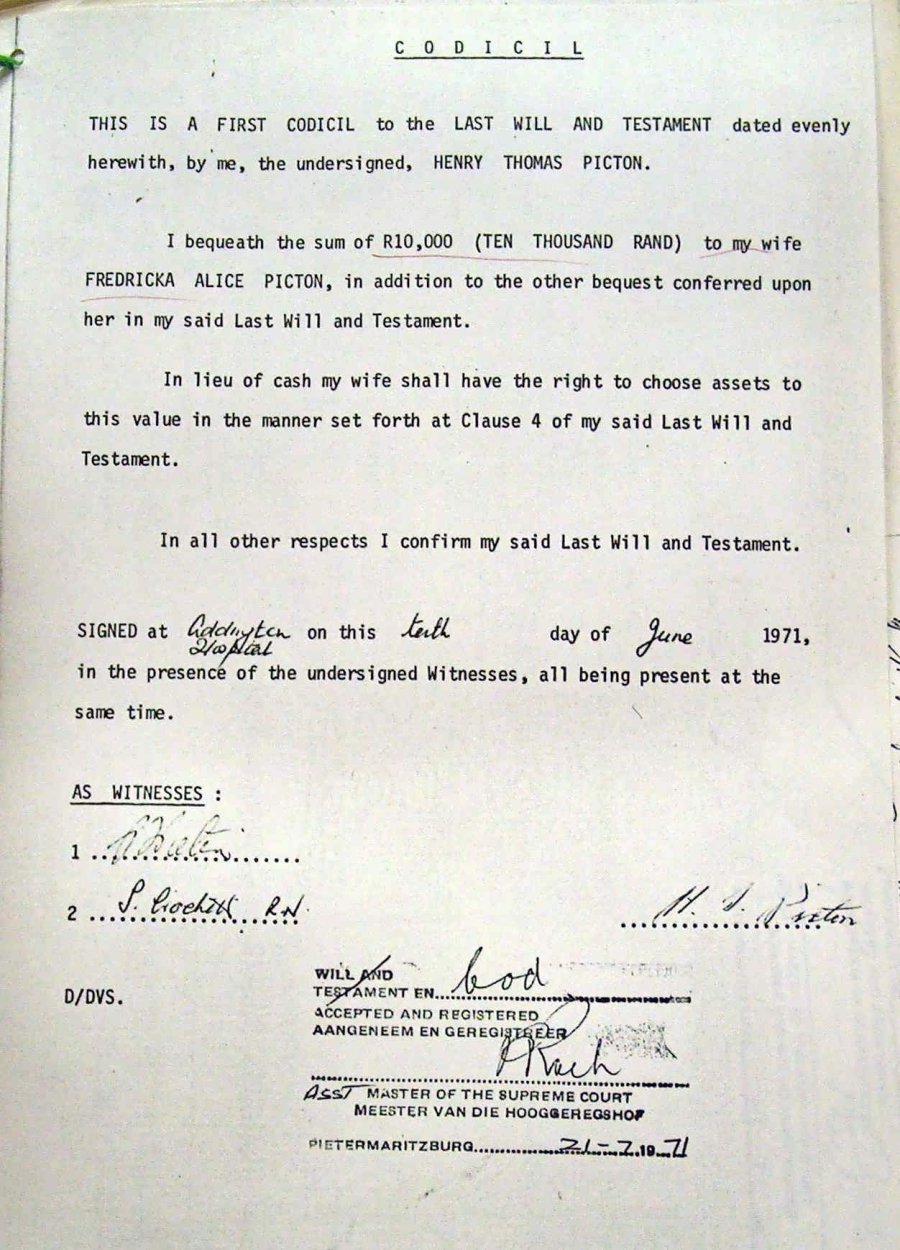 CODICIL
THIS IS A FIRST CODICIL to the LAST WILL AND TESTAMENT dated evenly
herewith, by me, the undersigned, HENRY THOMAS PICTON.
I bequeath the sum of R10,000 (TEN THOUSAND RAND) to my wife
FREDRICKA ALICE PICTON, in addition to the other bequest conferred upon
her in my said Last Will and Testament.
In lieu of cash my wife shall have the right to choose assets to
this value in the manner set forth at Clause 4 of my said Last Will and
Testament.
In all other respects I confirm my said Last Will and Testament.
SIGNED at Addington on this tenth day of June 1971,
Hospital
in the presence of the undersigned Witnesses, all being present at the
same time.
AS WITNESSES :
1
2 S. Crockett RN.
H. T. Picton
WILL AND
TESTAMENT EN Cod
D/DVS.
ACCEPTED AND REGISTERED
AANGENEEM EN GEREGISTREER
ASST MASTER OF THE SUPREME COURT
MEESTER VAN DIE HOOGGEREGSHOF
PIETERMARITZBURG 21-7.1971